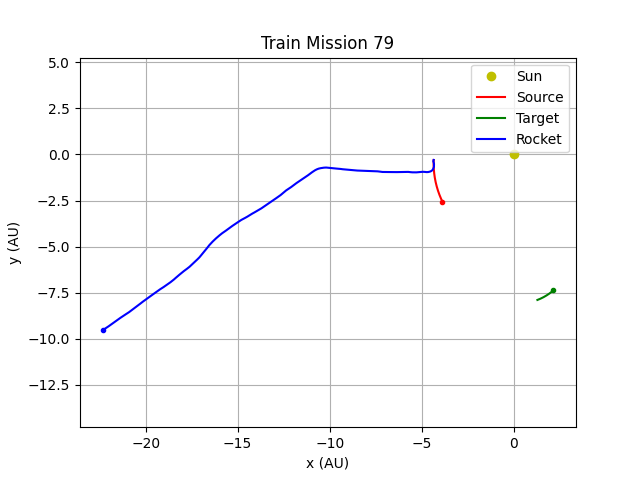 Train Mission 79
Sun
Source
Target
Rocket
y (AU)
5.0
2.5
0.0
−2.5
−5.0
−7.5
−10.0
−12.5
−20
−15
−10
−5
0
x (AU)